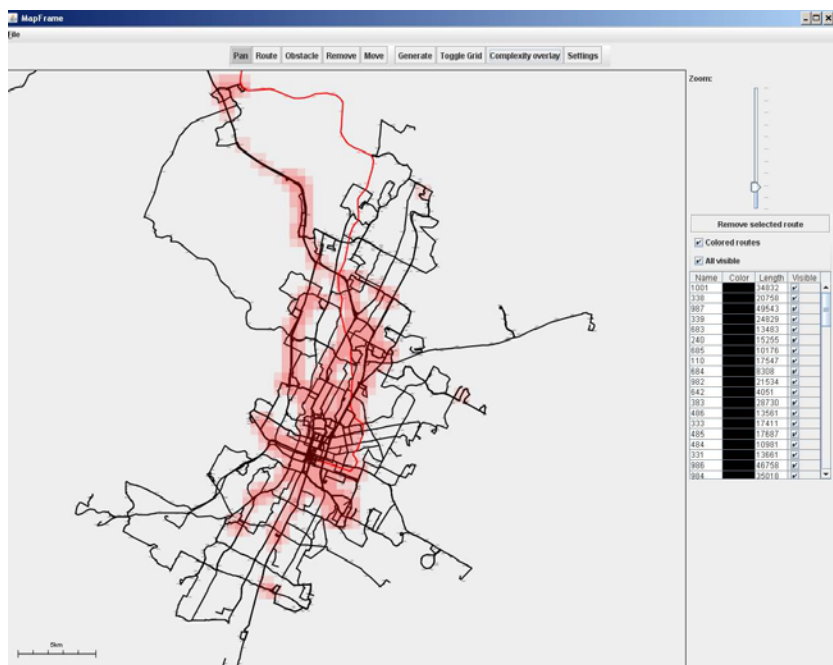 MapFrame
File
Pan Route Obstacle Remove Move Generate Toggle Grid Complexity overlay Settings
Zoom:
Remove selected route
Colored routes
All visible
Name Color Length Visible
1001 34832
338 20758
987 49543
339 24829
683 13483
240 15255
685 10176
110 17547
684 8308
982 21534
642 4051
383 28730
486 13561
333 17411
485 17687
484 10981
331 13661
986 46758
984 35018
5km